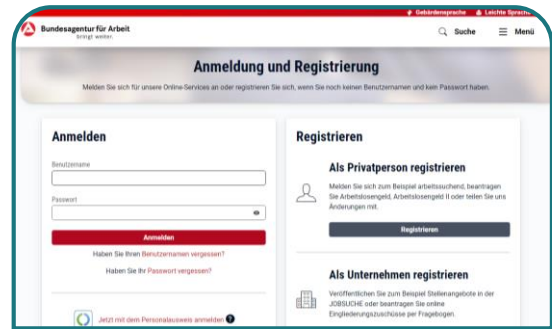 Gebärdensprache Leichte Sprache
Bundesagentur für Arbeit
bringt weiter.
Suche
Menü
Anmeldung und Registrierung
Melden Sie sich für unsere Online-Services an oder registrieren Sie sich, wenn Sie noch keinen Benutzernamen und kein Passwort haben.
Anmelden
Benutzername
Passwort
Anmelden
Haben Sie Ihren Benutzernamen vergessen?
Haben Sie Ihr Passwort vergessen?
Jetzt mit dem Personalausweis anmelden ?
Registrieren
Als Privatperson registrieren
Melden Sie sich zum Beispiel arbeitssuchend, beantragen
Sie Arbeitslosengeld, Arbeitslosengeld II oder teilen Sie uns
Änderungen mit.
Registrieren
Als Unternehmen registrieren
Veröffentlichen Sie zum Beispiel Stellenangebote in der
JOBSUCHE oder beantragen Sie online
Eingliederungszuschüsse per Fragebogen.